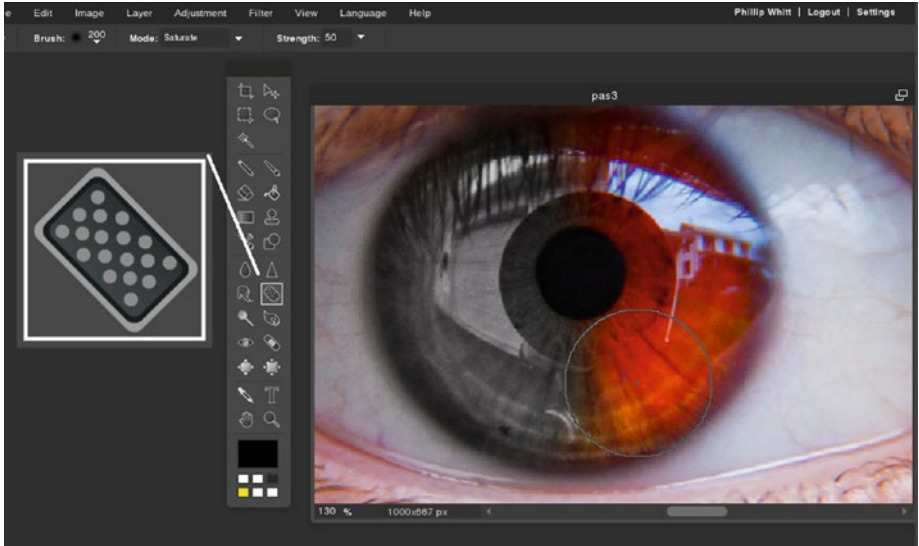 e Edit Image Layer Adjustment Filter View Language Help Phillip Whitt | Logout | Settings
Brush: 200 Mode: Saturate Strength: 50
pas3
T
130 % 1000x667 px